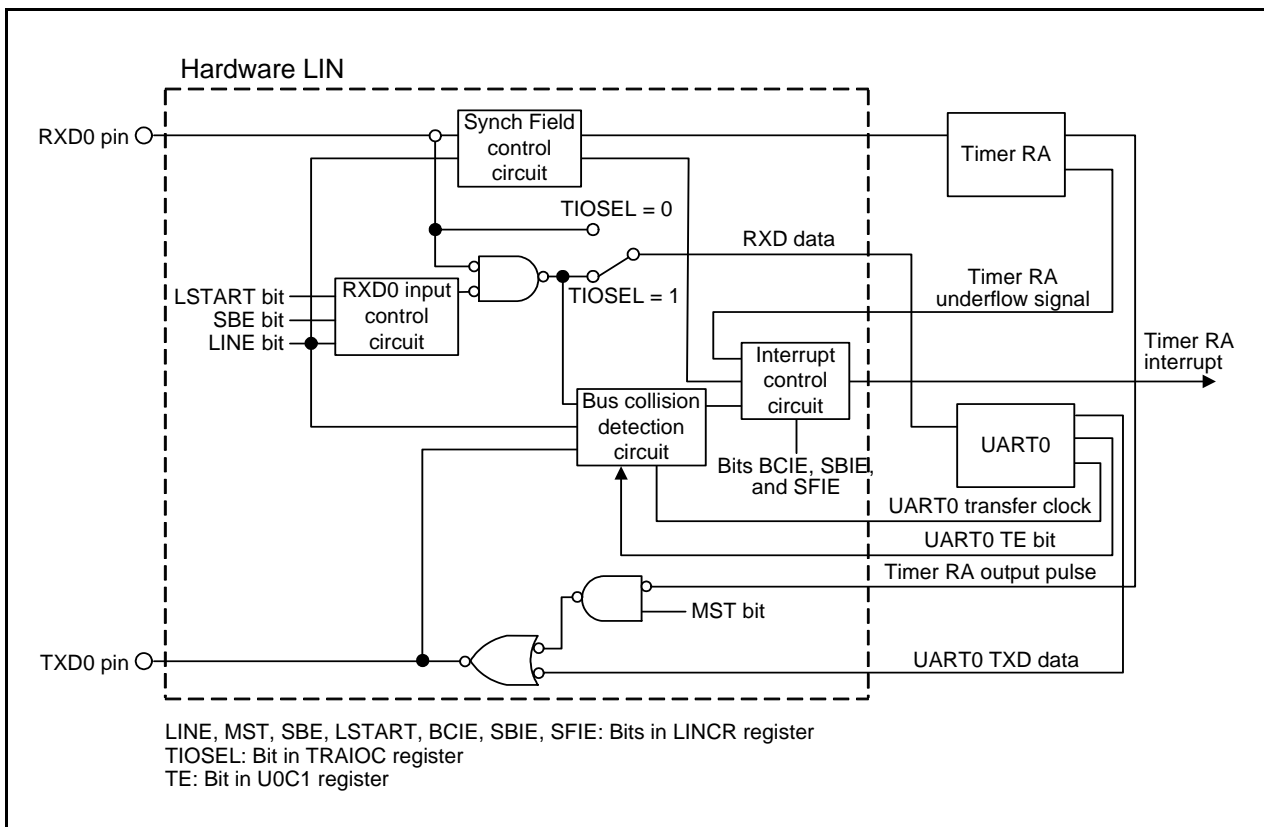 Hardware LIN
RXD0 pin
Synch Field
control
circuit
Timer RA
TIOSEL = 0
RXD data
TIOSEL = 1
Timer RA
underflow signal
LSTART bit
SBE bit
LINE bit
RXD0 input
control
circuit
Interrupt
control
circuit
Timer RA
interrupt
Bus collision
detection
circuit
Bits BCIE, SBIE,
and SFIE
UART0
UART0 transfer clock
UART0 TE bit
Timer RA output pulse
MST bit
TXD0 pin
UART0 TXD data
LINE, MST, SBE, LSTART, BCIE, SBIE, SFIE: Bits in LINCR register
TIOSEL: Bit in TRAIOC register
TE: Bit in U0C1 register